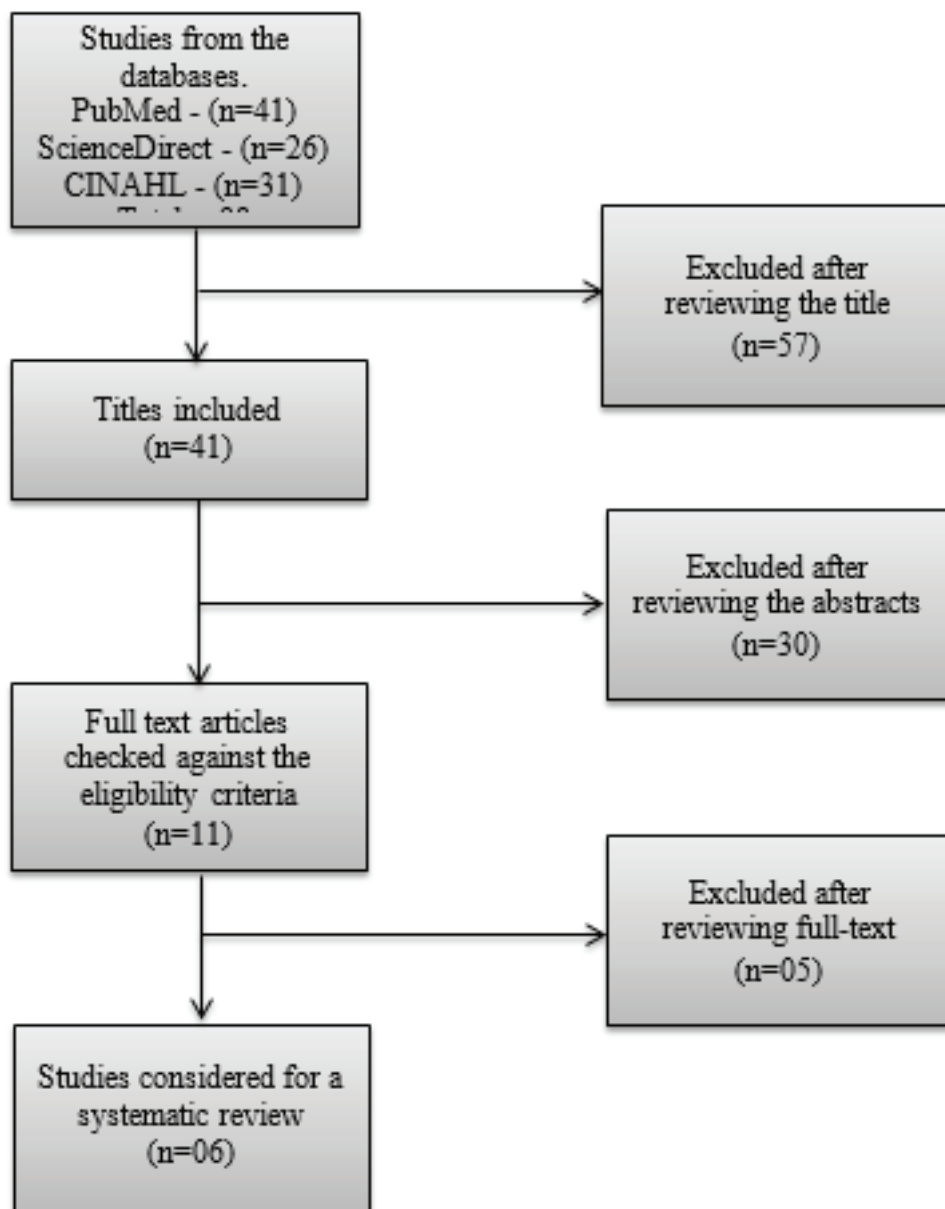 Studies from the
databases.
PubMed - (n=41)
ScienceDirect - (n=26)
CINAHL - (n=31)
Excluded after
reviewing the title
(n=57)
Titles included
(n=41)
Excluded after
reviewing the abstracts
(n=30)
Full text articles
checked against the
eligibility criteria
(n=11)
Excluded after
reviewing full-text
(n=05)
Studies considered for a
systematic review
(n=06)